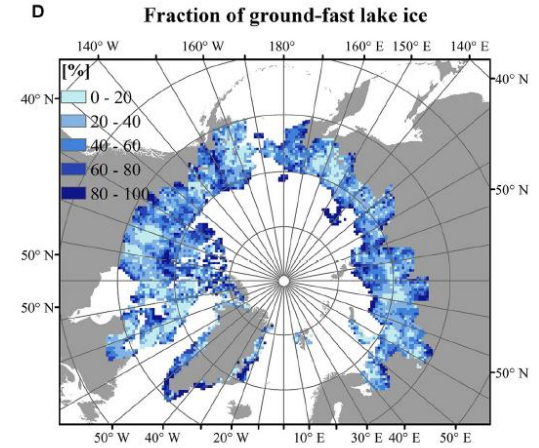 D
Fraction of ground-fast lake ice
140° W 160° W 180° 160° E 150° E 140° E
[%]
0 - 20
20 - 40
40 - 60
60 - 80
80 - 100
40° N
40° N
50° N
50° N
50° N
50° N
50° W 40° W 20° W 10° E 30° E 40° E 50° E